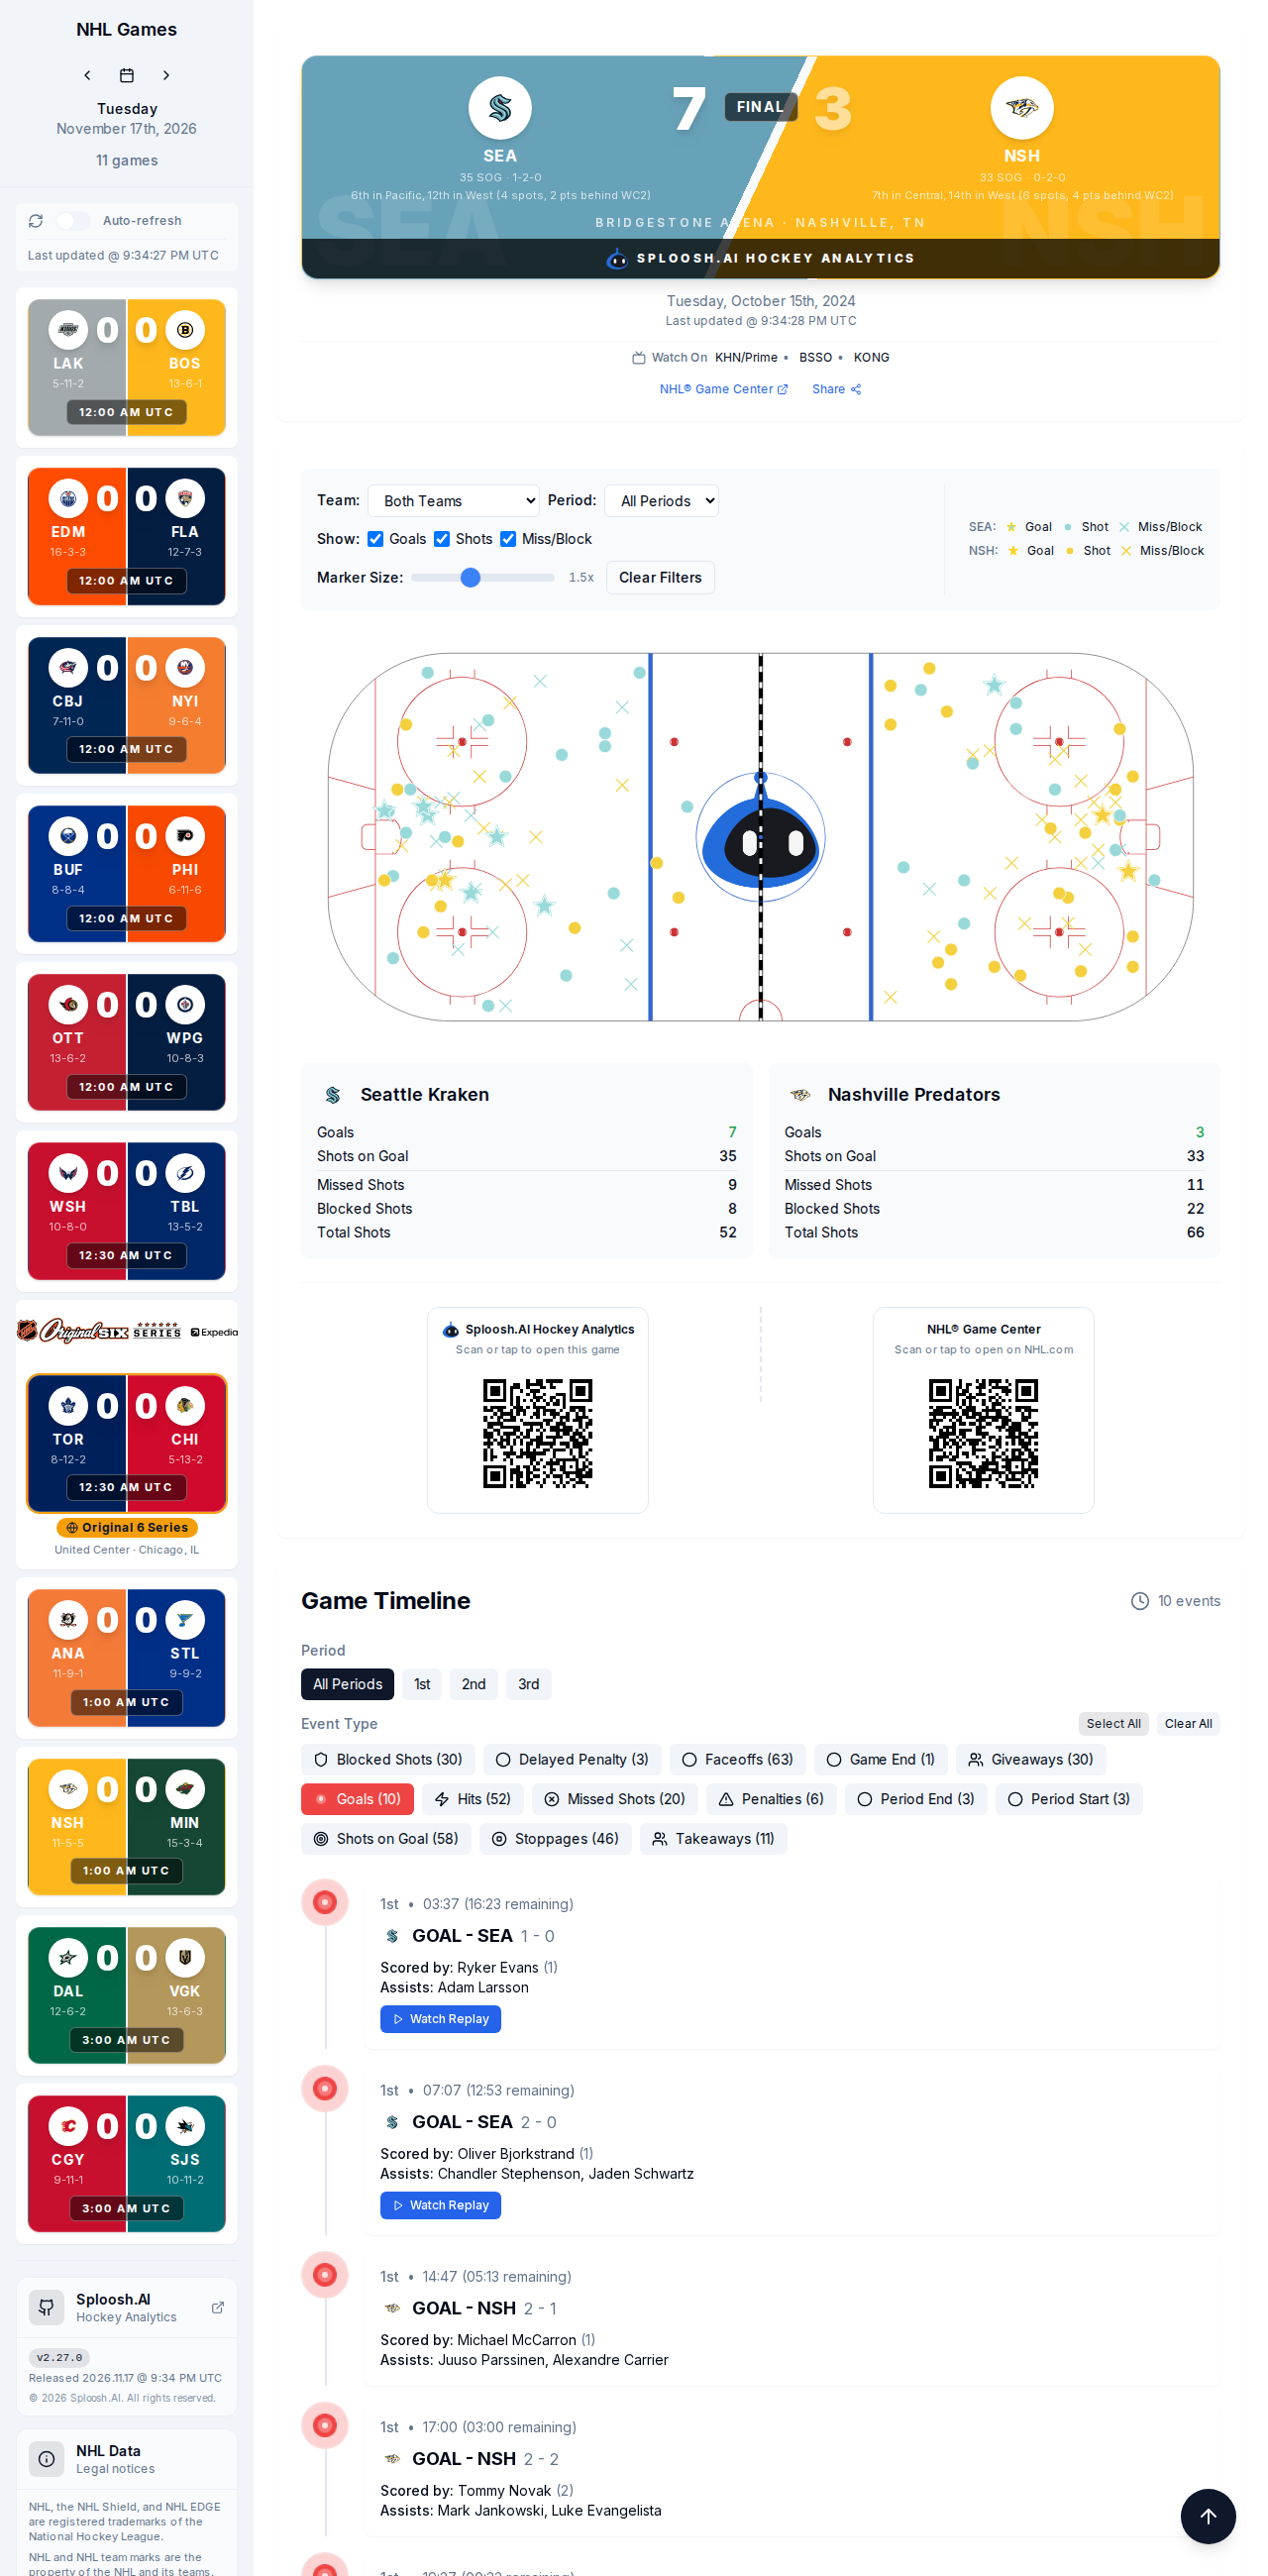 NHL Games
Tuesday
November 17th, 2026
11 games
Auto-refresh
Last updated @ 9:34:27 PM UTC
LAK 0 0 BOS
5-11-2 13-6-1
12:00 AM UTC
EDM 0 0 FLA
16-3-3 12-7-3
12:00 AM UTC
CBJ 0 0 NYI
7-11-0 9-6-4
12:00 AM UTC
BUF 0 0 PHI
8-8-4 6-11-6
12:00 AM UTC
OTT 0 0 WPG
13-6-2 10-8-3
12:00 AM UTC
WSH 0 0 TBL
10-8-0 13-5-2
12:30 AM UTC
Original SIX SERIES Expedia
TOR 0 0 CHI
8-12-2 5-13-2
12:30 AM UTC
Original 6 Series
United Center · Chicago, IL
ANA 0 0 STL
11-9-1 9-9-2
1:00 AM UTC
NSH 0 0 MIN
11-5-5 15-3-4
1:00 AM UTC
DAL 0 0 VGK
12-6-2 13-6-3
3:00 AM UTC
CGY 0 0 SJS
9-11-1 10-11-2
3:00 AM UTC
Sploosh.AI
Hockey Analytics
v2.27.0
Released 2026.11.17 @ 9:34 PM UTC
© 2026 Sploosh.AI. All rights reserved.
NHL Data
Legal notices
NHL, the NHL Shield, and NHL EDGE
are registered trademarks of the
National Hockey League.
NHL and NHL team marks are the
property of the NHL and its teams.
7 FINAL 3
SEA NSH
35 SOG · 1-2-0 33 SOG · 0-2-0
6th in Pacific, 12th in West (4 spots, 2 pts behind WC2) 7th in Central, 14th in West (6 spots, 4 pts behind WC2)
SEA NSH
BRIDGESTONE ARENA · NASHVILLE, TN
SPLOOSH.AI HOCKEY ANALYTICS
Tuesday, October 15th, 2024
Last updated @ 9:34:28 PM UTC
Watch On KHN/Prime • BSSO • KONG
NHL® Game Center Share
Team: Both Teams Period: All Periods
Show: Goals Shots Miss/Block
Marker Size: 1.5x Clear Filters
SEA: Goal Shot Miss/Block
NSH: Goal Shot Miss/Block
Seattle Kraken
Goals 7
Shots on Goal 35
Missed Shots 9
Blocked Shots 8
Total Shots 52
Nashville Predators
Goals 3
Shots on Goal 33
Missed Shots 11
Blocked Shots 22
Total Shots 66
Sploosh.AI Hockey Analytics
Scan or tap to open this game
NHL® Game Center
Scan or tap to open on NHL.com
Game Timeline 10 events
Period
All Periods 1st 2nd 3rd
Event Type Select All Clear All
Blocked Shots (30) Delayed Penalty (3) Faceoffs (63) Game End (1) Giveaways (30)
Goals (10) Hits (52) Missed Shots (20) Penalties (6) Period End (3) Period Start (3)
Shots on Goal (58) Stoppages (46) Takeaways (11)
1st • 03:37 (16:23 remaining)
GOAL - SEA 1 - 0
Scored by: Ryker Evans (1)
Assists: Adam Larsson
Watch Replay
1st • 07:07 (12:53 remaining)
GOAL - SEA 2 - 0
Scored by: Oliver Bjorkstrand (1)
Assists: Chandler Stephenson, Jaden Schwartz
Watch Replay
1st • 14:47 (05:13 remaining)
GOAL - NSH 2 - 1
Scored by: Michael McCarron (1)
Assists: Juuso Parssinen, Alexandre Carrier
1st • 17:00 (03:00 remaining)
GOAL - NSH 2 - 2
Scored by: Tommy Novak (2)
Assists: Mark Jankowski, Luke Evangelista